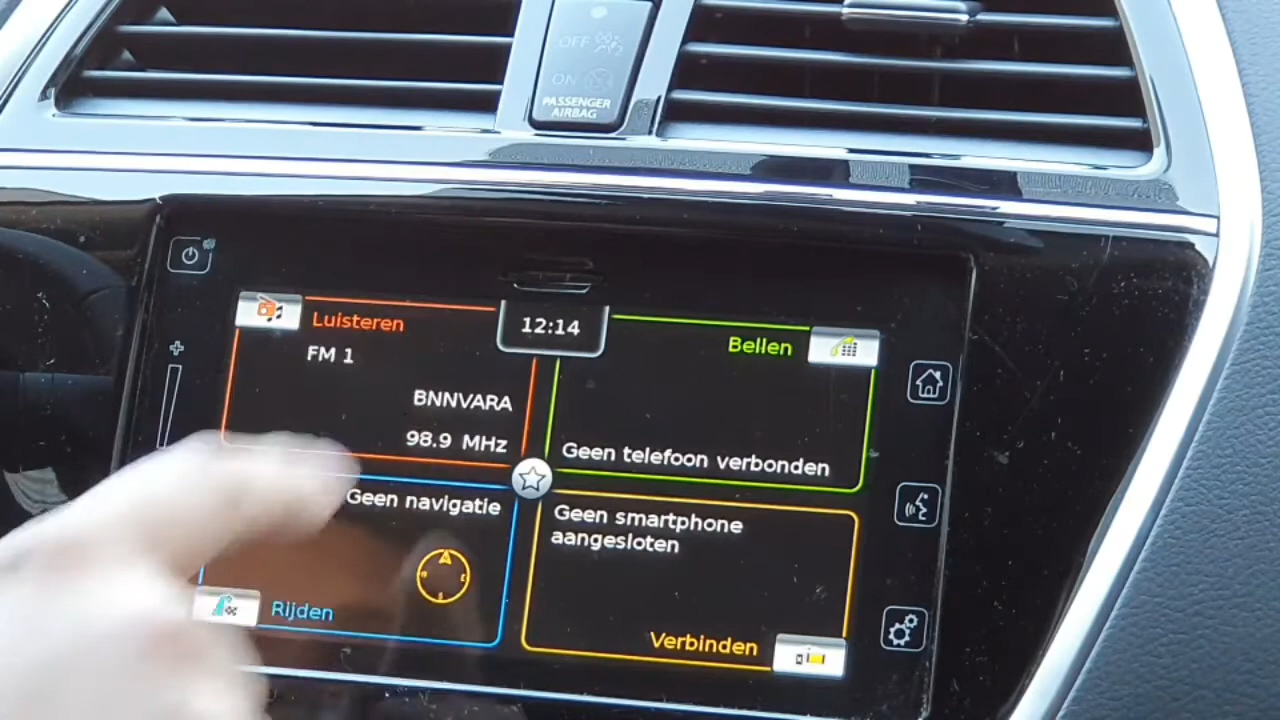 OFF
ON
PASSENGER
AIRBAG
12:14
Luisteren
FM 1
BNNVARA
98.9 MHz
Bellen
Geen telefoon verbonden
Geen navigatie
Rijden
Geen smartphone
aangesloten
Verbinden